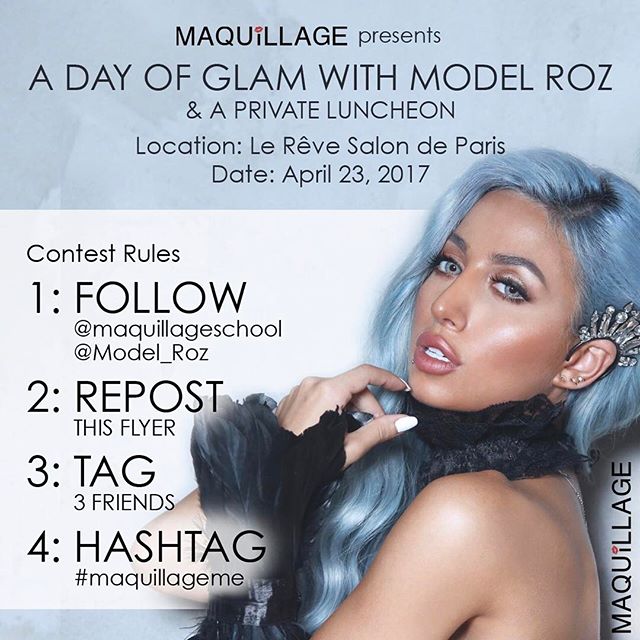 MAQUiLLAGE presents
A DAY OF GLAM WITH MODEL ROZ
& A PRIVATE LUNCHEON
Location: Le Rêve Salon de Paris
Date: April 23, 2017
Contest Rules
1: FOLLOW
@maquillageschool
@Model_Roz
2: REPOST
THIS FLYER
3: TAG
3 FRIENDS
4: HASHTAG
#maquillageme
MAQUiLLAGE